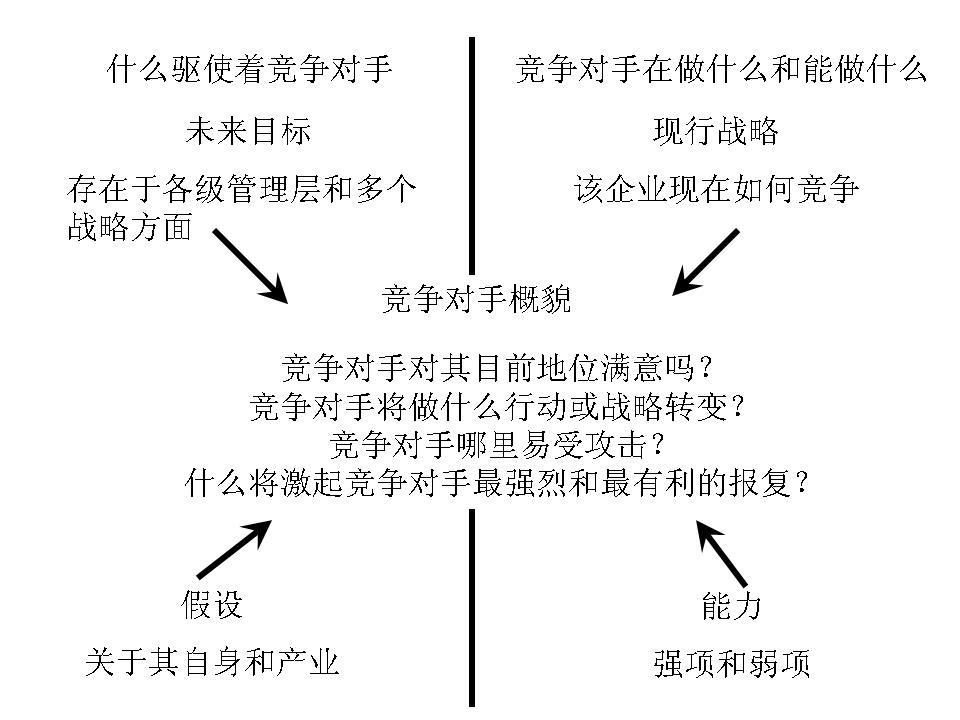 什么驱使着竞争对手
竞争对手在做什么和能做什么
未来目标
现行战略
存在于各级管理层和多个
战略方面
该企业现在如何竞争
竞争对手概貌
竞争对手对其目前地位满意吗?
竞争对手将做什么行动或战略转变?
竞争对手哪里易受攻击?
什么将激起竞争对手最强烈和最有利的报复?
假设
能力
关于其自身和产业
强项和弱项